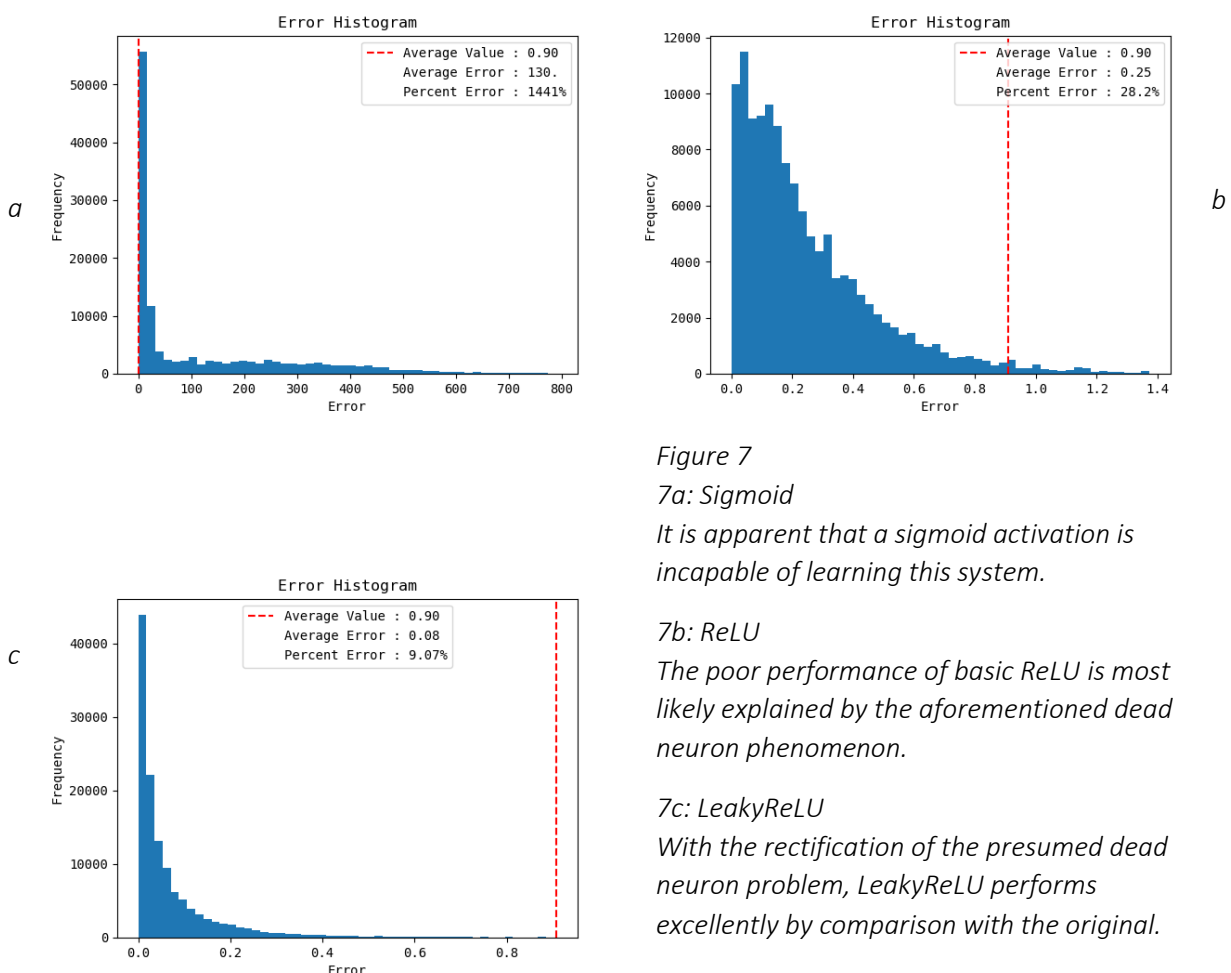 Error Histogram
Average Value : 0.90
Average Error : 130.
Percent Error : 1441%
Frequency
50000
40000
30000
20000
10000
0
0 100 200 300 400 500 600 700 800
Error
a
Error Histogram
Average Value : 0.90
Average Error : 0.25
Percent Error : 28.2%
Frequency
12000
10000
8000
6000
4000
2000
0
0.0 0.2 0.4 0.6 0.8 1.0 1.2 1.4
Error
b
Error Histogram
Average Value : 0.90
Average Error : 0.08
Percent Error : 9.07%
Frequency
40000
30000
20000
10000
0
0.0 0.2 0.4 0.6 0.8
Error
c
Figure 7
7a: Sigmoid
It is apparent that a sigmoid activation is
incapable of learning this system.
7b: ReLU
The poor performance of basic ReLU is most
likely explained by the aforementioned dead
neuron phenomenon.
7c: LeakyReLU
With the rectification of the presumed dead
neuron problem, LeakyReLU performs
excellently by comparison with the original.